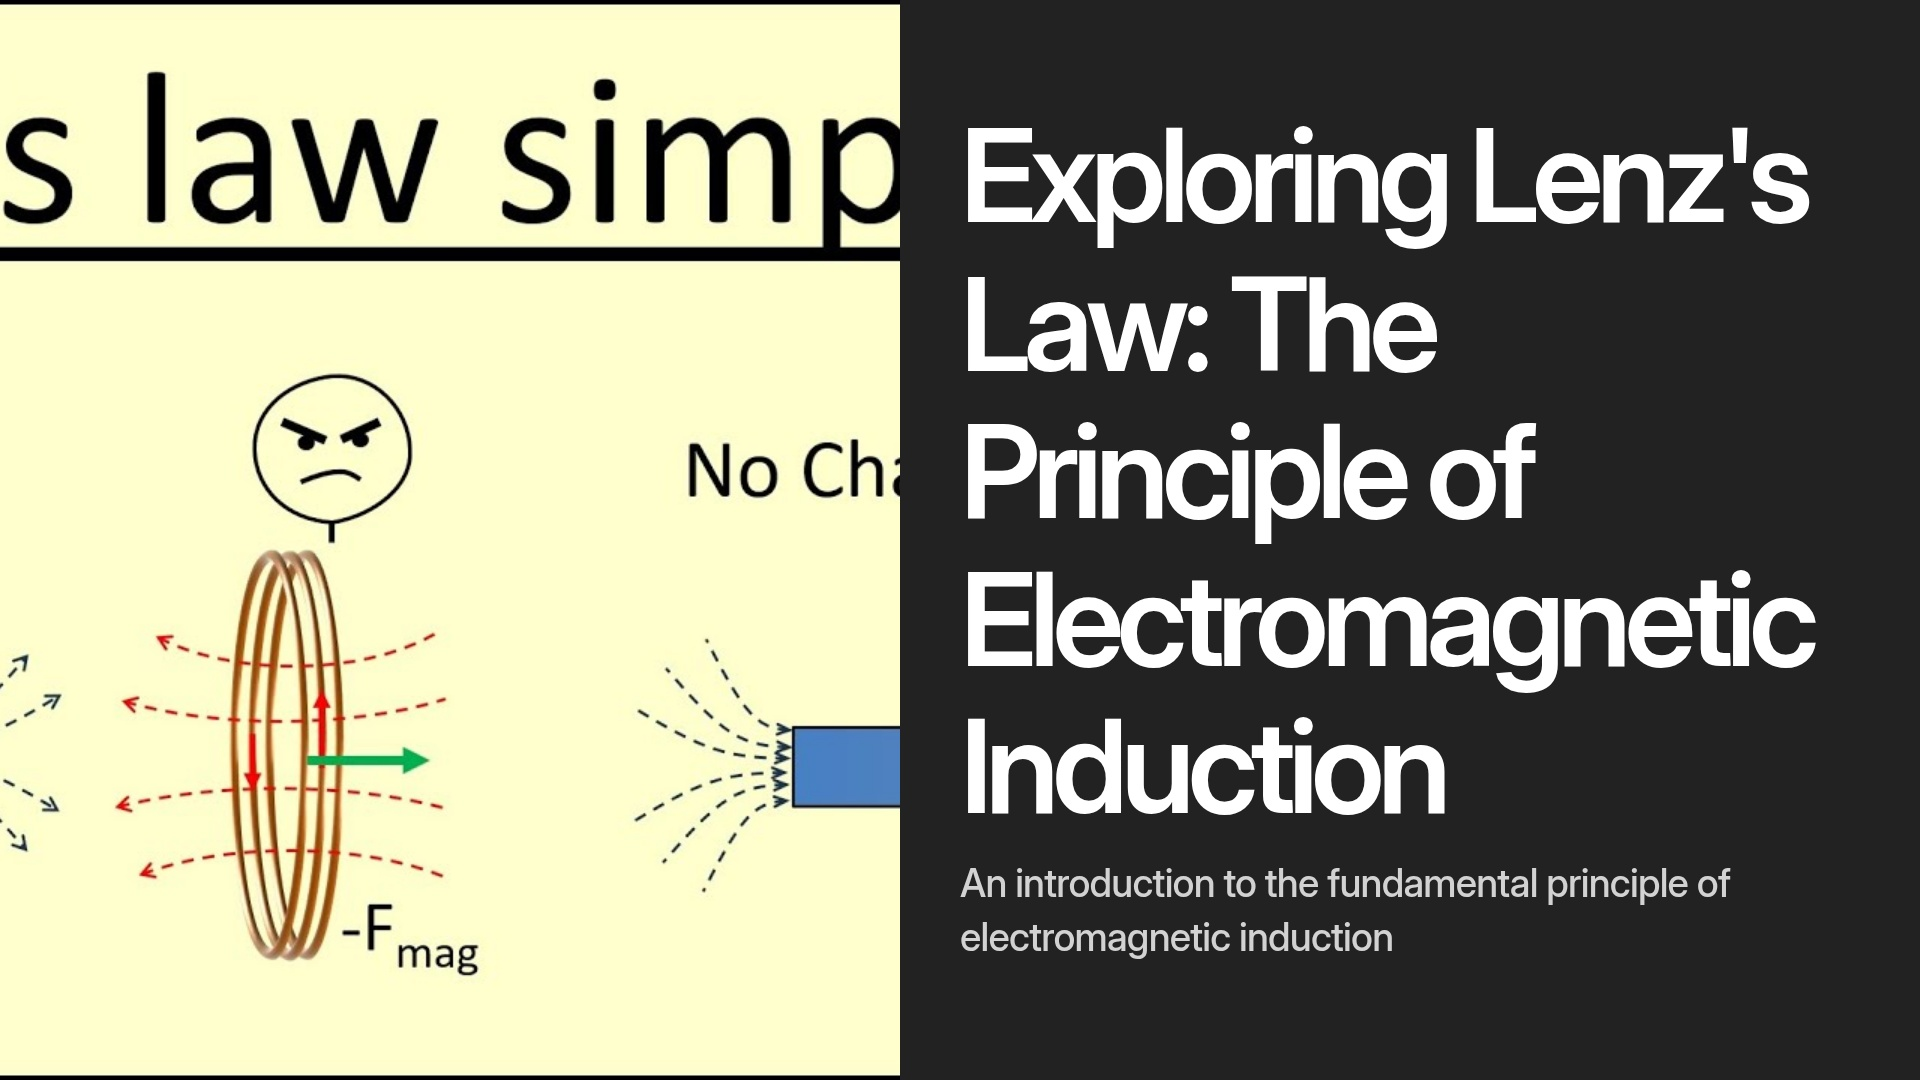 s law simp
No Cha
-Fmag
Exploring Lenz's
Law: The
Principle of
Electromagnetic
Induction
An introduction to the fundamental principle of
electromagnetic induction